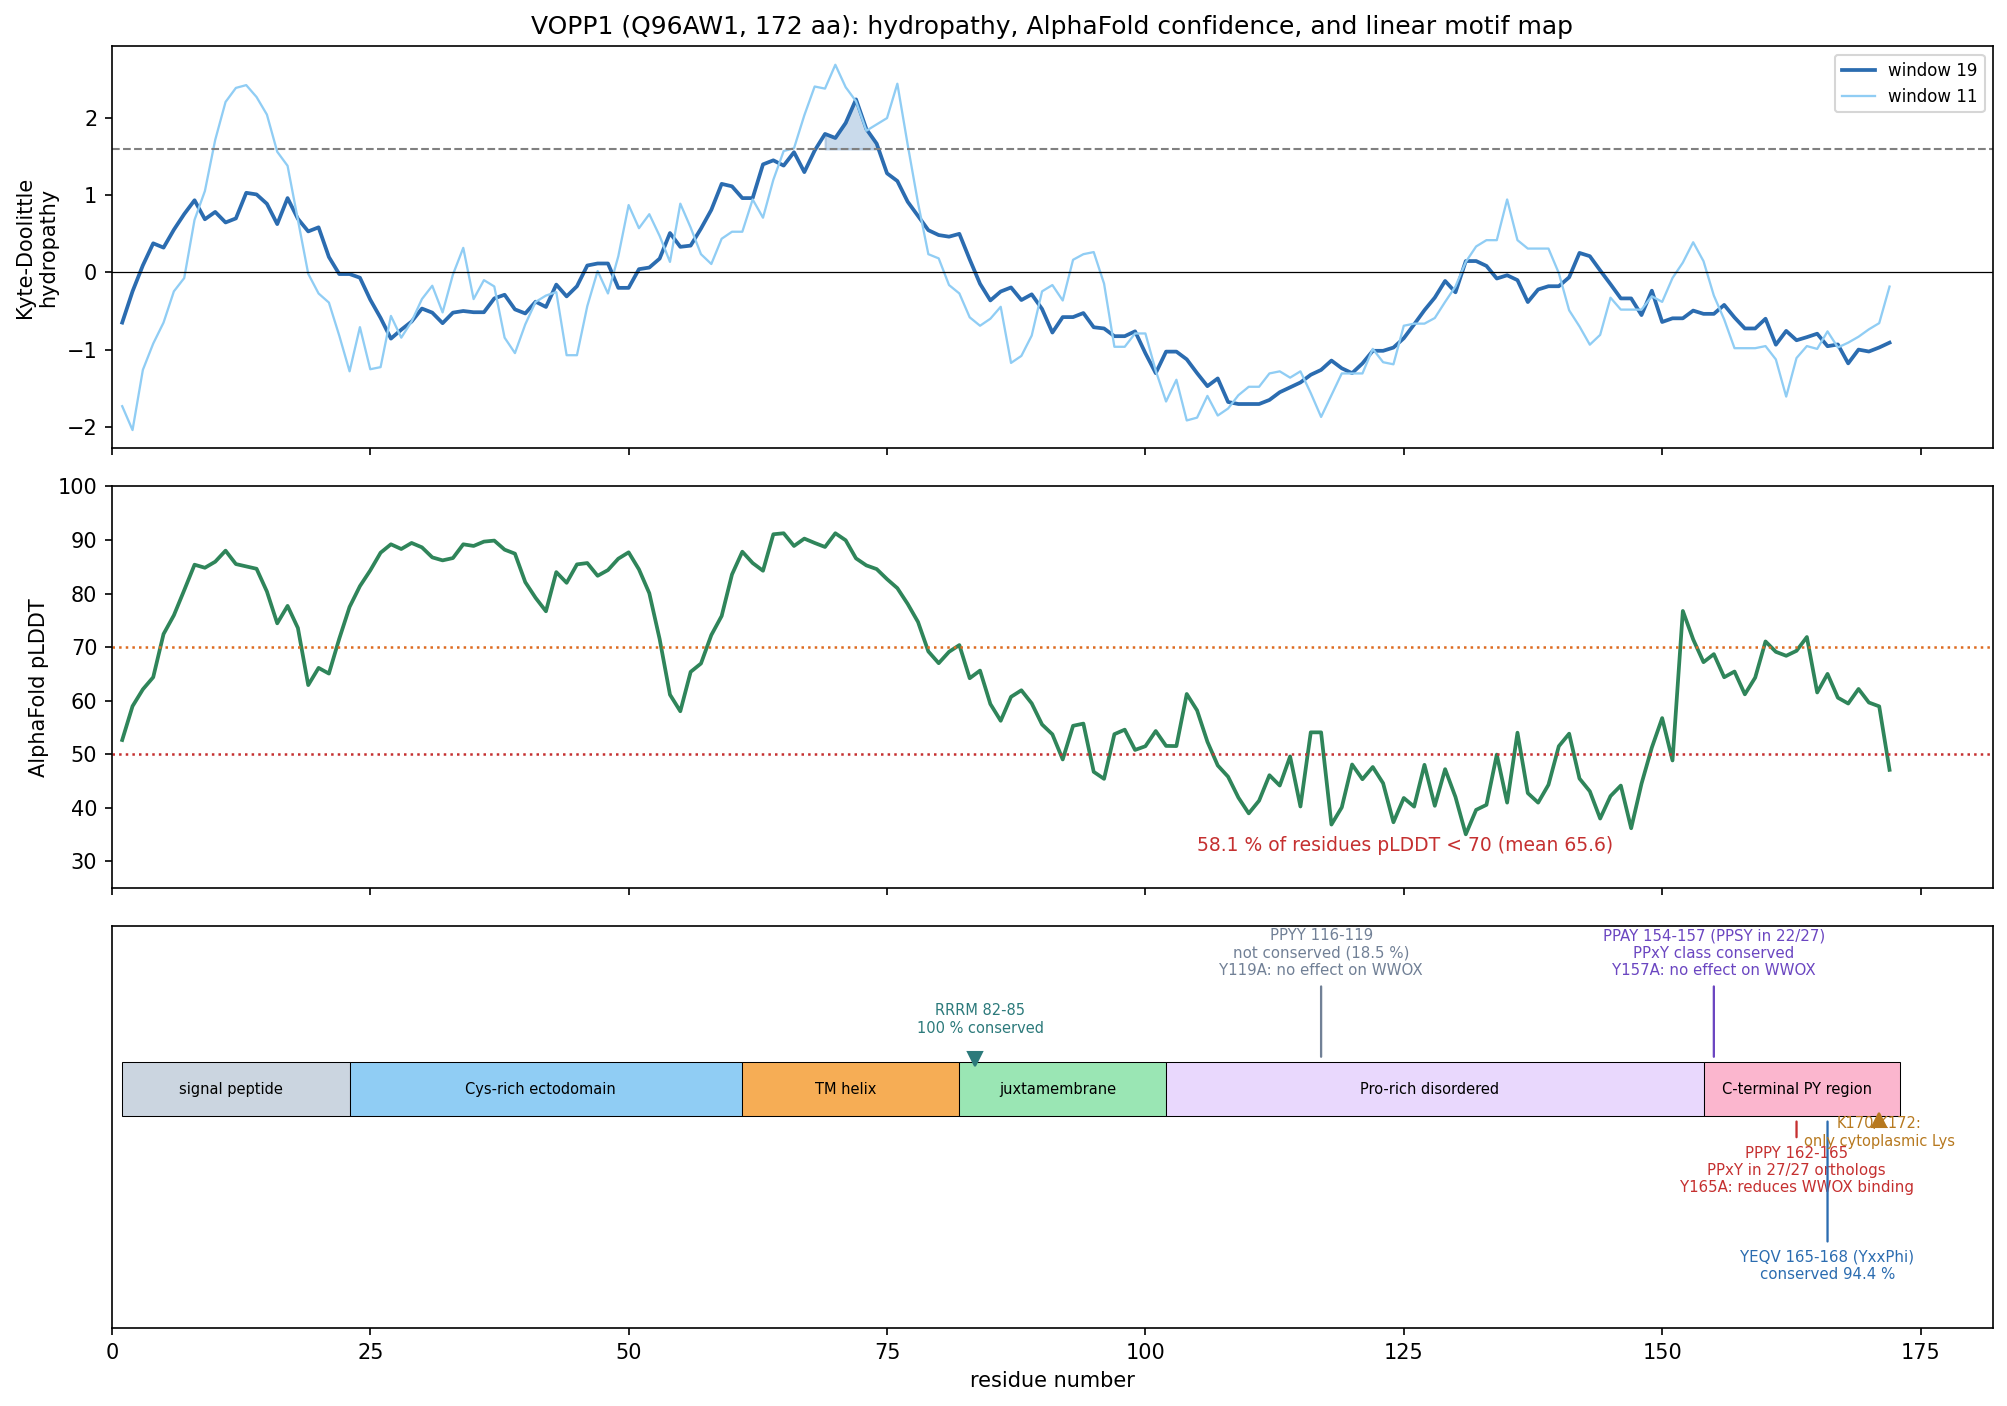 VOPP1 (Q96AW1, 172 aa): hydropathy, AlphaFold confidence, and linear motif map
Kyte-Doolittle
hydropathy
2
1
0
−1
−2
window 19
window 11
AlphaFold pLDDT
100
90
80
70
60
50
40
30
58.1 % of residues pLDDT < 70 (mean 65.6)
PPYY 116-119
not conserved (18.5 %)
Y119A: no effect on WWOX
PPAY 154-157 (PPSY in 22/27)
PPxY class conserved
Y157A: no effect on WWOX
RRRM 82-85
100 % conserved
signal peptide
Cys-rich ectodomain
TM helix
juxtamembrane
Pro-rich disordered
C-terminal PY region
K170/K172:
only cytoplasmic Lys
PPPY 162-165
PPxY in 27/27 orthologs
Y165A: reduces WWOX binding
YEQV 165-168 (YxxPhi)
conserved 94.4 %
0
25
50
75
100
125
150
175
residue number